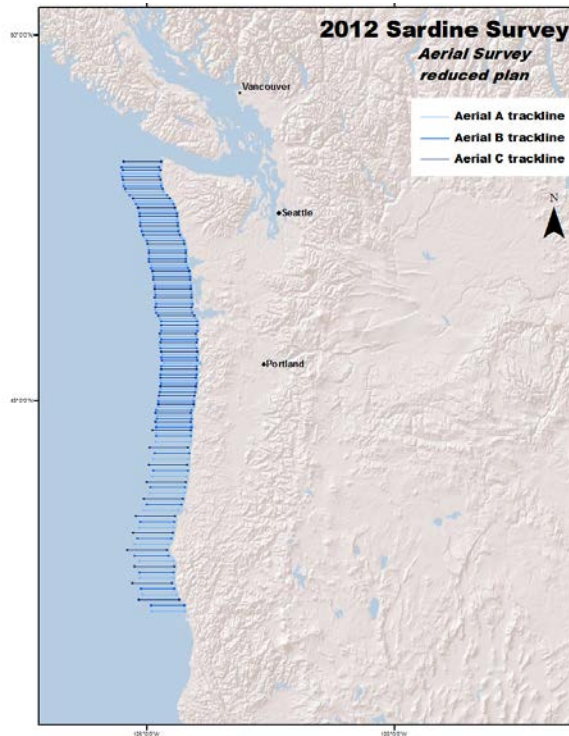 2012 Sardine Survey
Aerial Survey
reduced plan
Vancouver
Aerial A trackline
Aerial B trackline
Aerial C trackline
N
Seattle
Portland